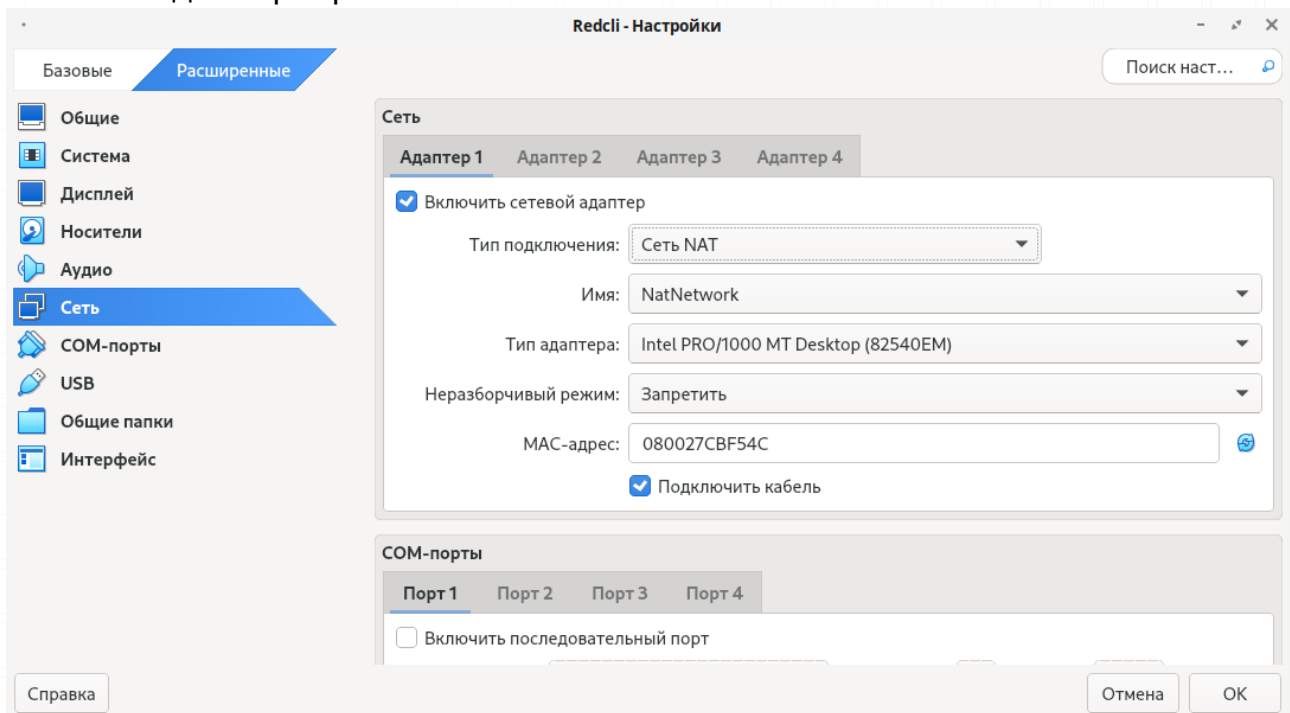 Redcli - Настройки
Базовые Расширенные Поиск наст...
Общие
Система
Дисплей
Носители
Аудио
Сеть
COM-порты
USB
Общие папки
Интерфейс
Сеть
Адаптер 1 Адаптер 2 Адаптер 3 Адаптер 4
Включить сетевой адаптер
Тип подключения: Сеть NAT
Имя: NatNetwork
Тип адаптера: Intel PRO/1000 MT Desktop (82540EM)
Неразборчивый режим: Запретить
MAC-адрес: 080027CBF54C
Подключить кабель
COM-порты
Порт 1 Порт 2 Порт 3 Порт 4
Включить последовательный порт
Справка Отмена OK